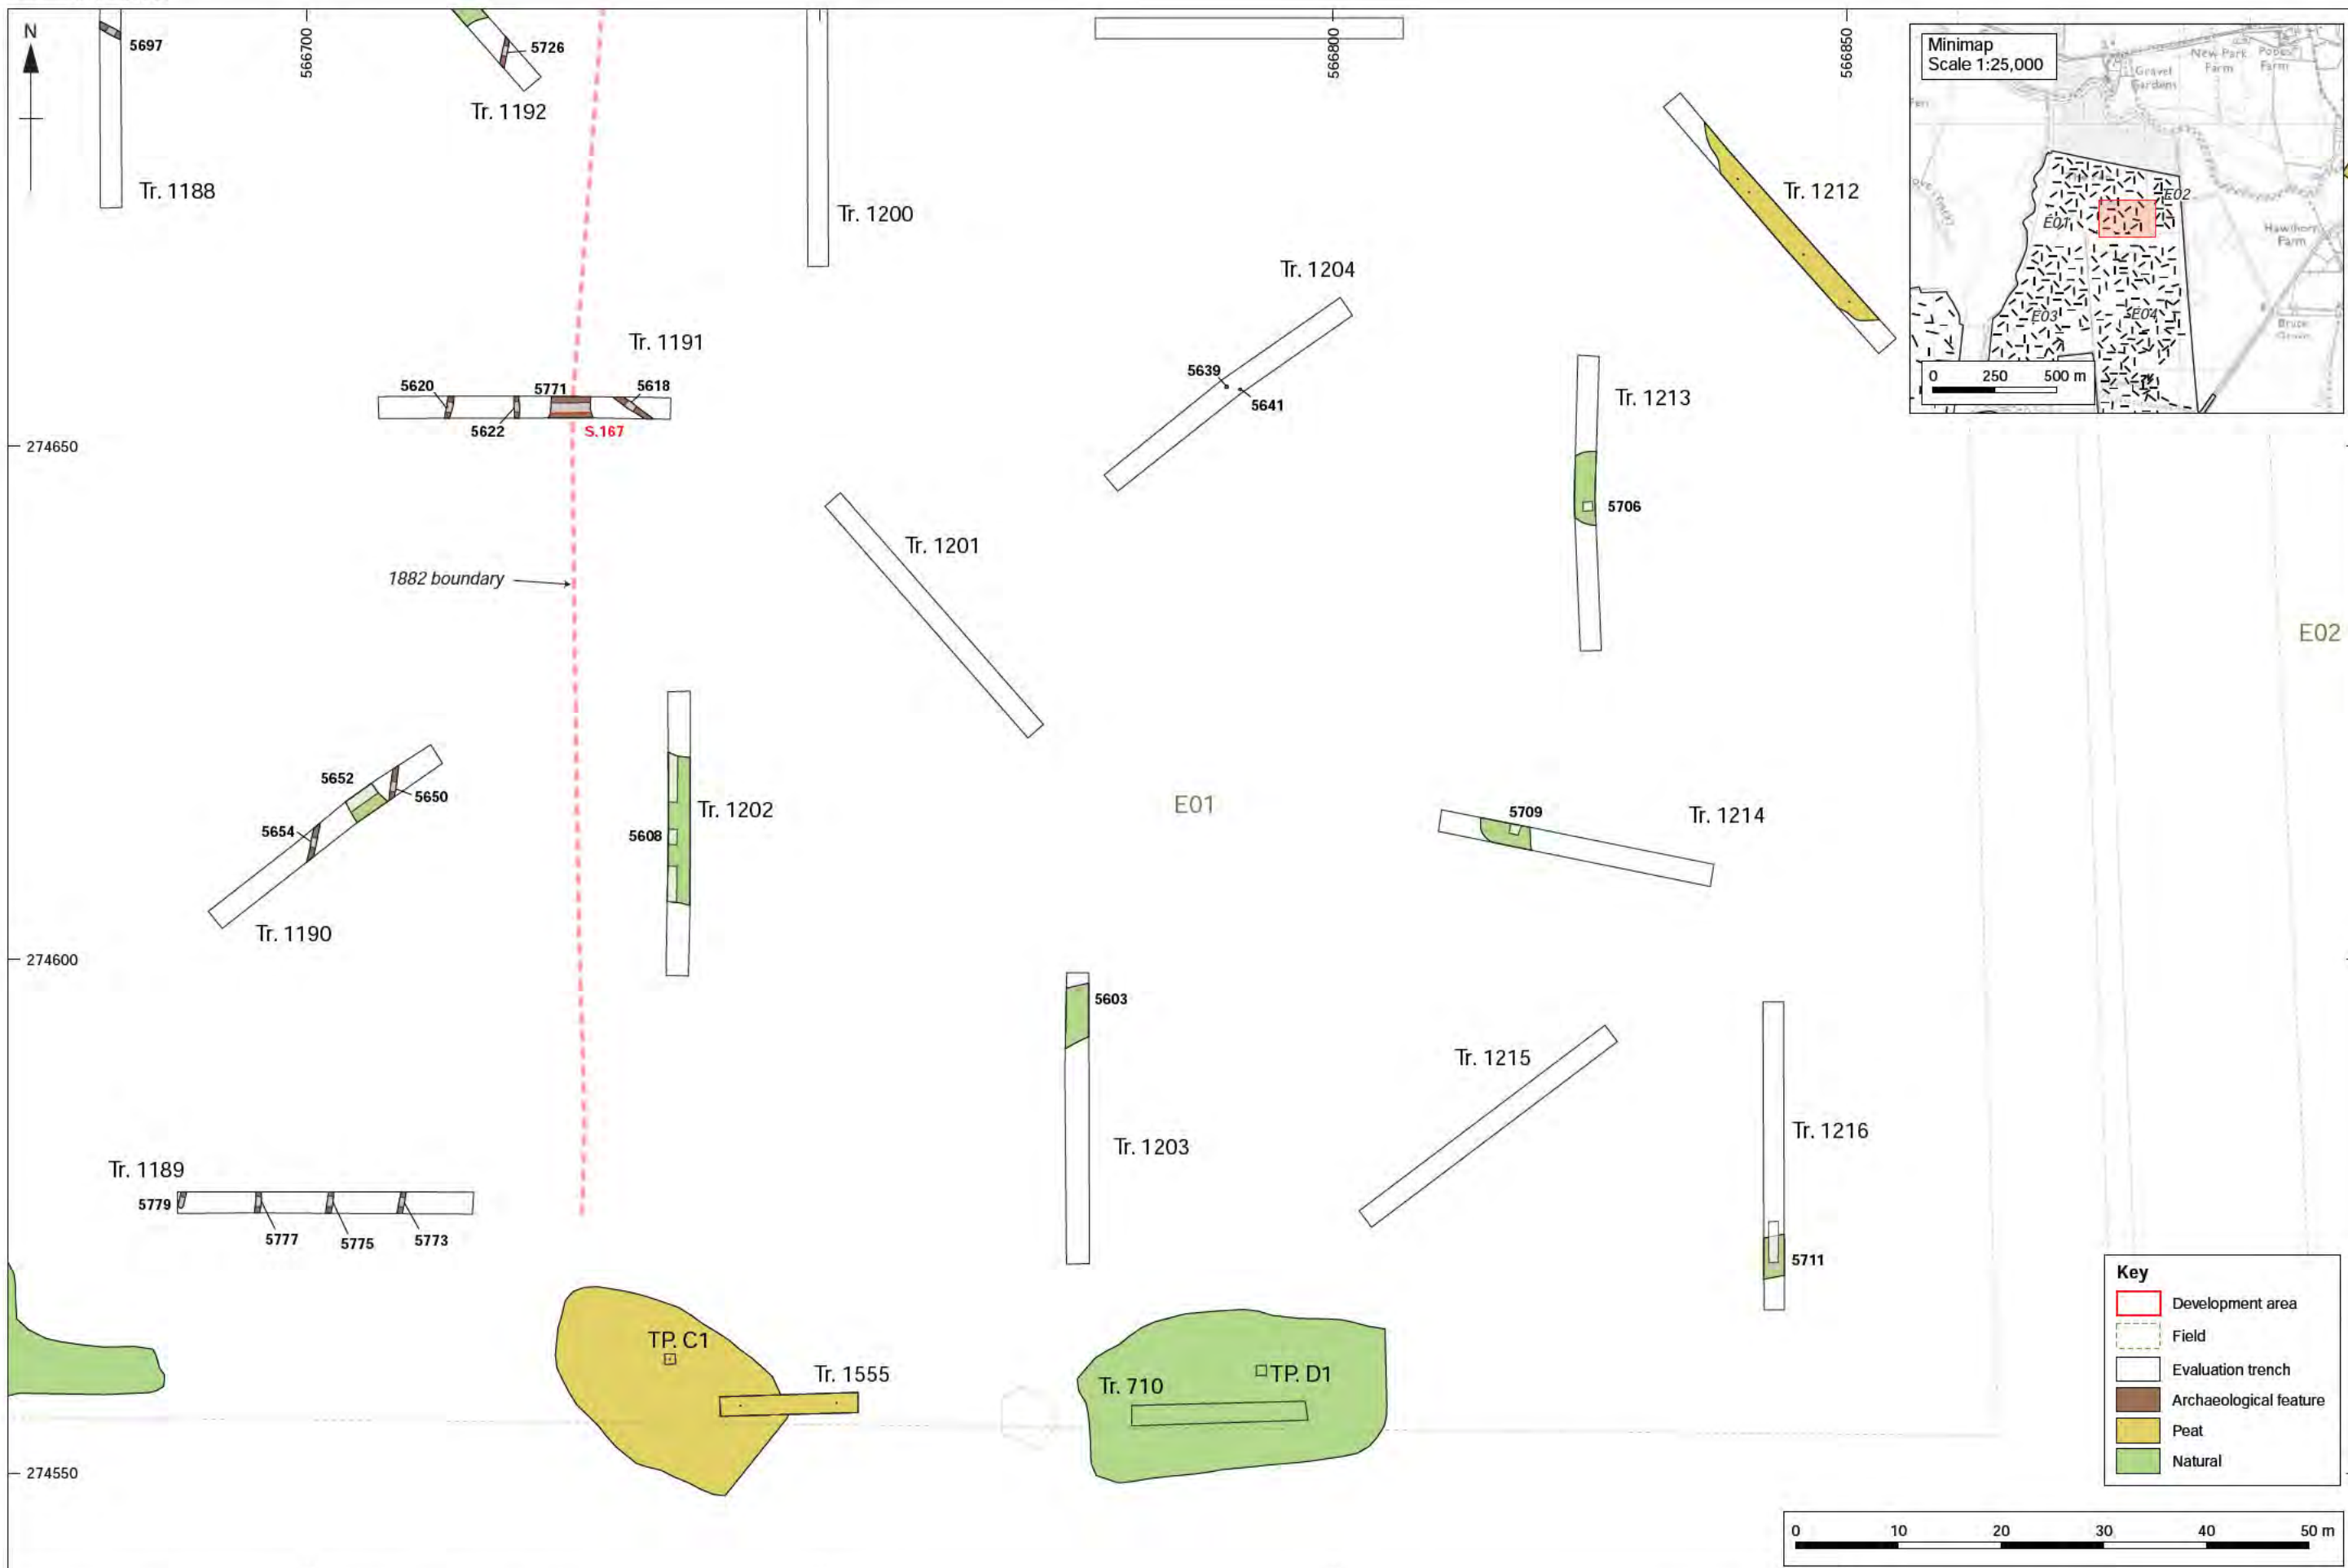 N
5697
566700
5726
566800
566850
Minimap
Scale 1:25,000
New Park
Farm
Popes
Farm
Gravel
Gardens
Tr. 1192
Tr. 1188
Tr. 1200
Tr. 1212
E02
E01
Hawthorn
Farm
E03
E04
0 250 500 m
Tr. 1204
Tr. 1191
5620
5771
5618
5622
S.167
5639
5641
Tr. 1213
274650
5706
Tr. 1201
1882 boundary
E02
5652
5650
5654
Tr. 1190
Tr. 1202
5608
E01
5709
Tr. 1214
274600
5603
Tr. 1215
Tr. 1203
Tr. 1216
Tr. 1189
5779
5777
5775
5773
5711
TP. C1
Tr. 1555
TP. D1
Tr. 710
274550
Key
Development area
Field
Evaluation trench
Archaeological feature
Peat
Natural
0 10 20 30 40 50 m